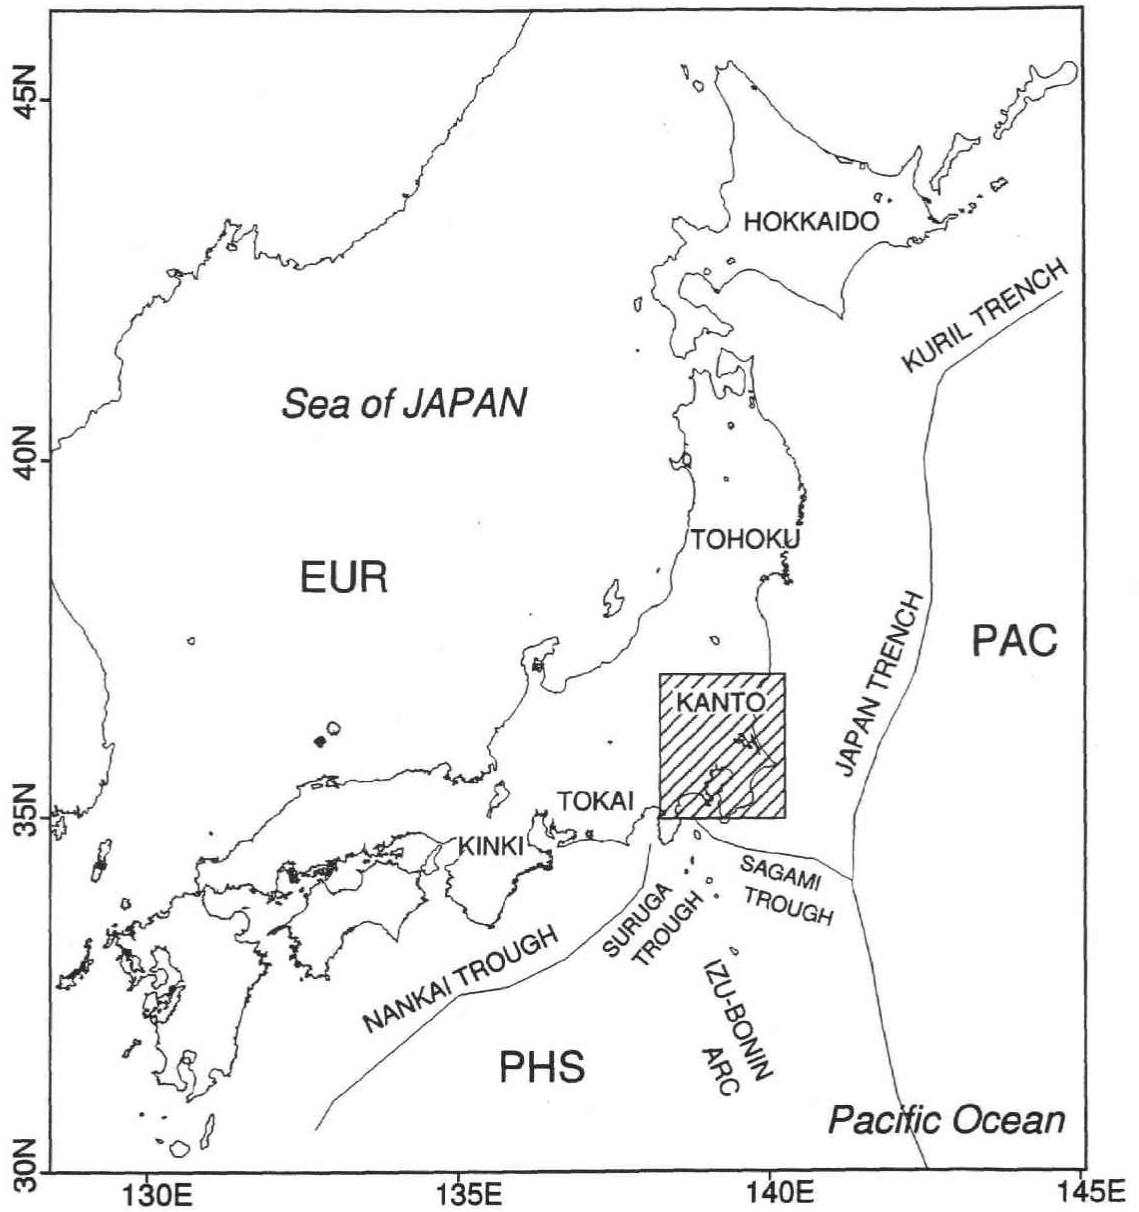 45N
HOKKAIDO
KURIL TRENCH
Sea of JAPAN
40N
TOHOKU
EUR
JAPAN TRENCH
PAC
KANTO
35N
TOKAI
KINKI
SAGAMI
TROUGH
SURUGA
TROUGH
NANKAI TROUGH
IZU-BONIN
ARC
PHS
Pacific Ocean
30N
130E
135E
140E
145E